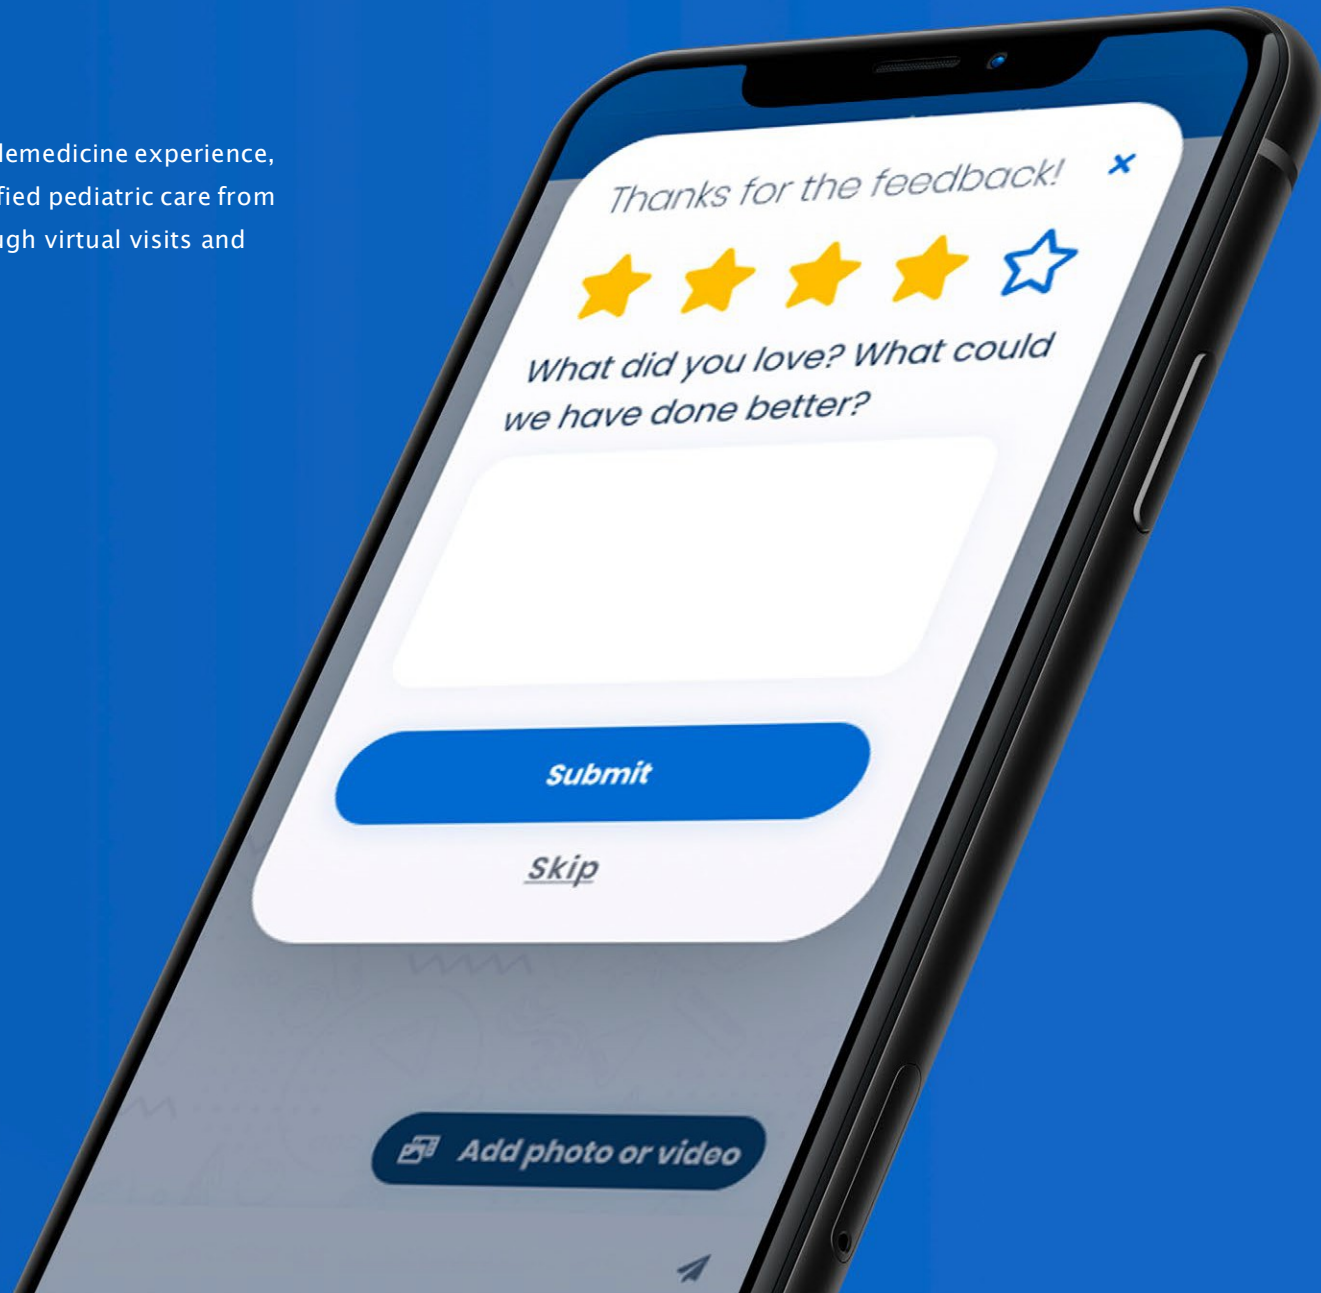 lemedicine experience,
fied pediatric care from
gh virtual visits and
Thanks for the feedback!
What did you love? What could
we have done better?
Submit
Skip
Add photo or video